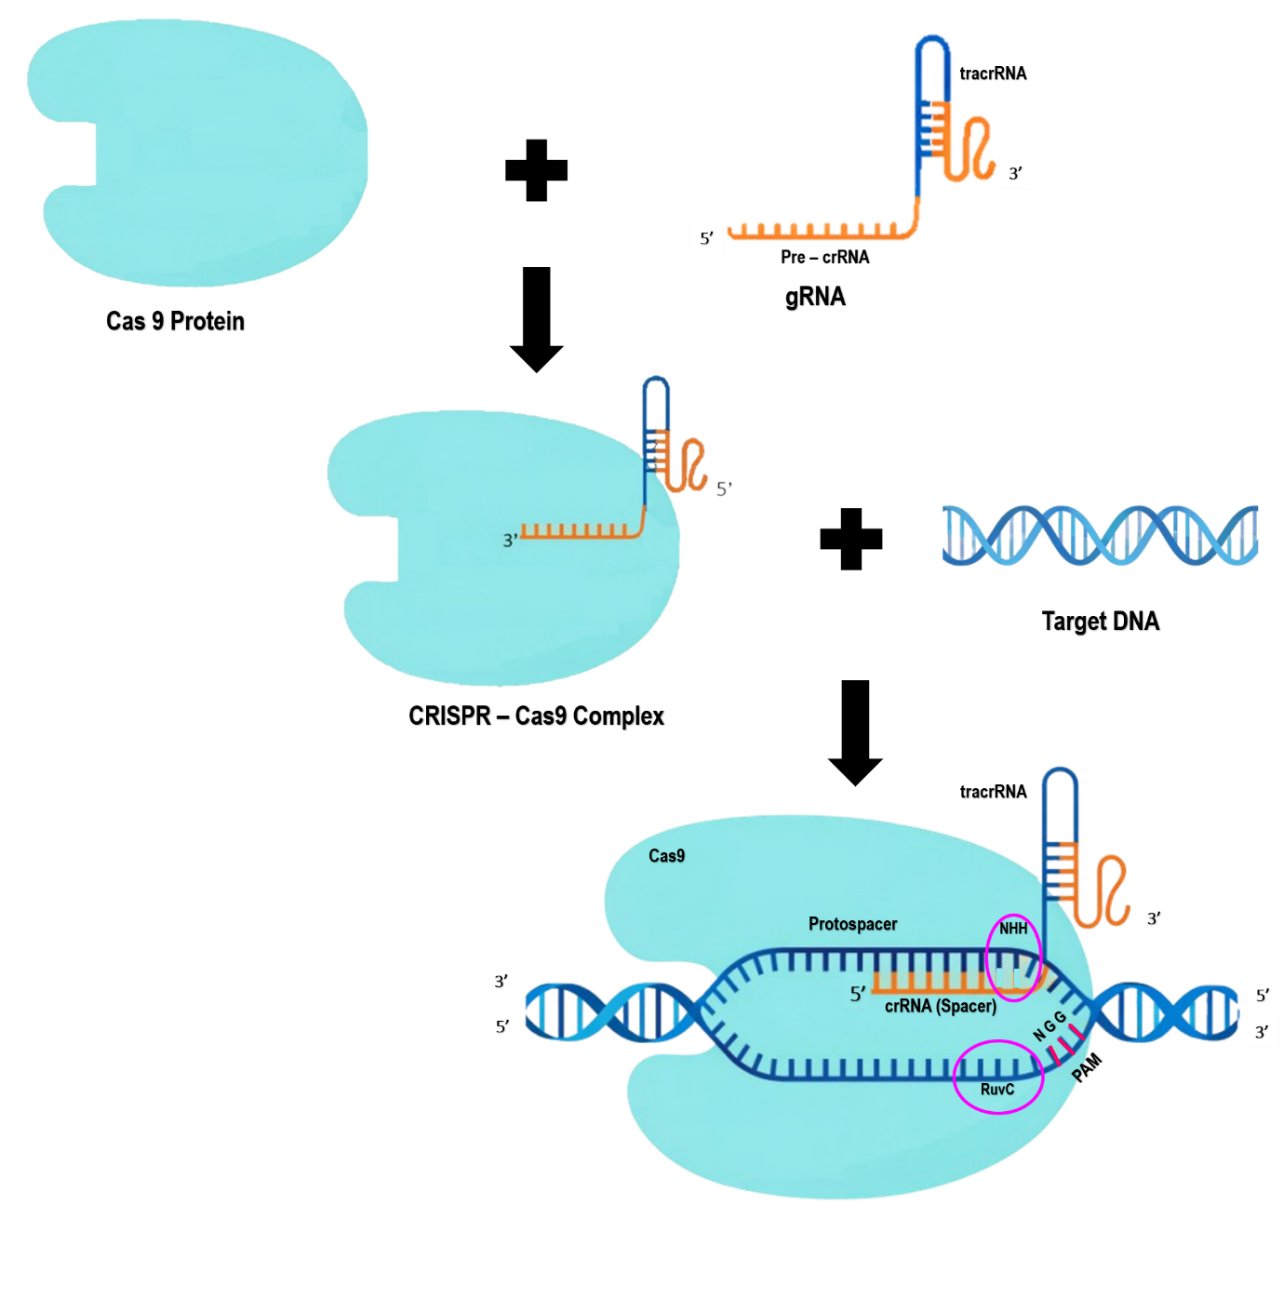 tracrRNA
3’
5’
Pre – crRNA
gRNA
Cas 9 Protein
5’
3’
Target DNA
CRISPR – Cas9 Complex
tracrRNA
Cas9
3’
Protospacer
NHH
3’
5’
5’
crRNA (Spacer)
5’
3’
NGG
PAM
RuvC